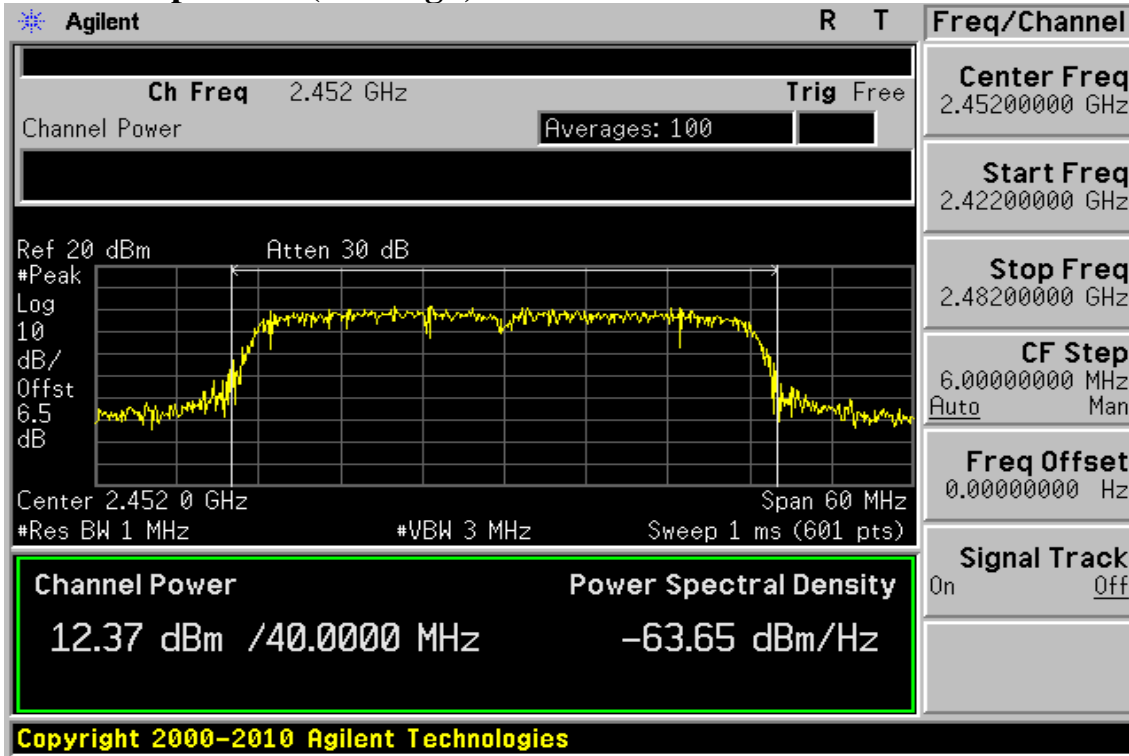 Agilent R T Freq/Channel
Ch Freq 2.452 GHz Trig Free
Channel Power Averages: 100
Center Freq
2.45200000 GHz
Start Freq
2.42200000 GHz
Stop Freq
2.48200000 GHz
CF Step
6.00000000 MHz
Auto Man
Freq Offset
0.00000000 Hz
Signal Track
On Off
Ref 20 dBm Atten 30 dB
#Peak
Log
10
dB/
Offst
6.5
dB
Center 2.452 0 GHz Span 60 MHz
#Res BW 1 MHz #VBW 3 MHz Sweep 1 ms (601 pts)
Channel Power Power Spectral Density
12.37 dBm /40.0000 MHz -63.65 dBm/Hz
Copyright 2000-2010 Agilent Technologies